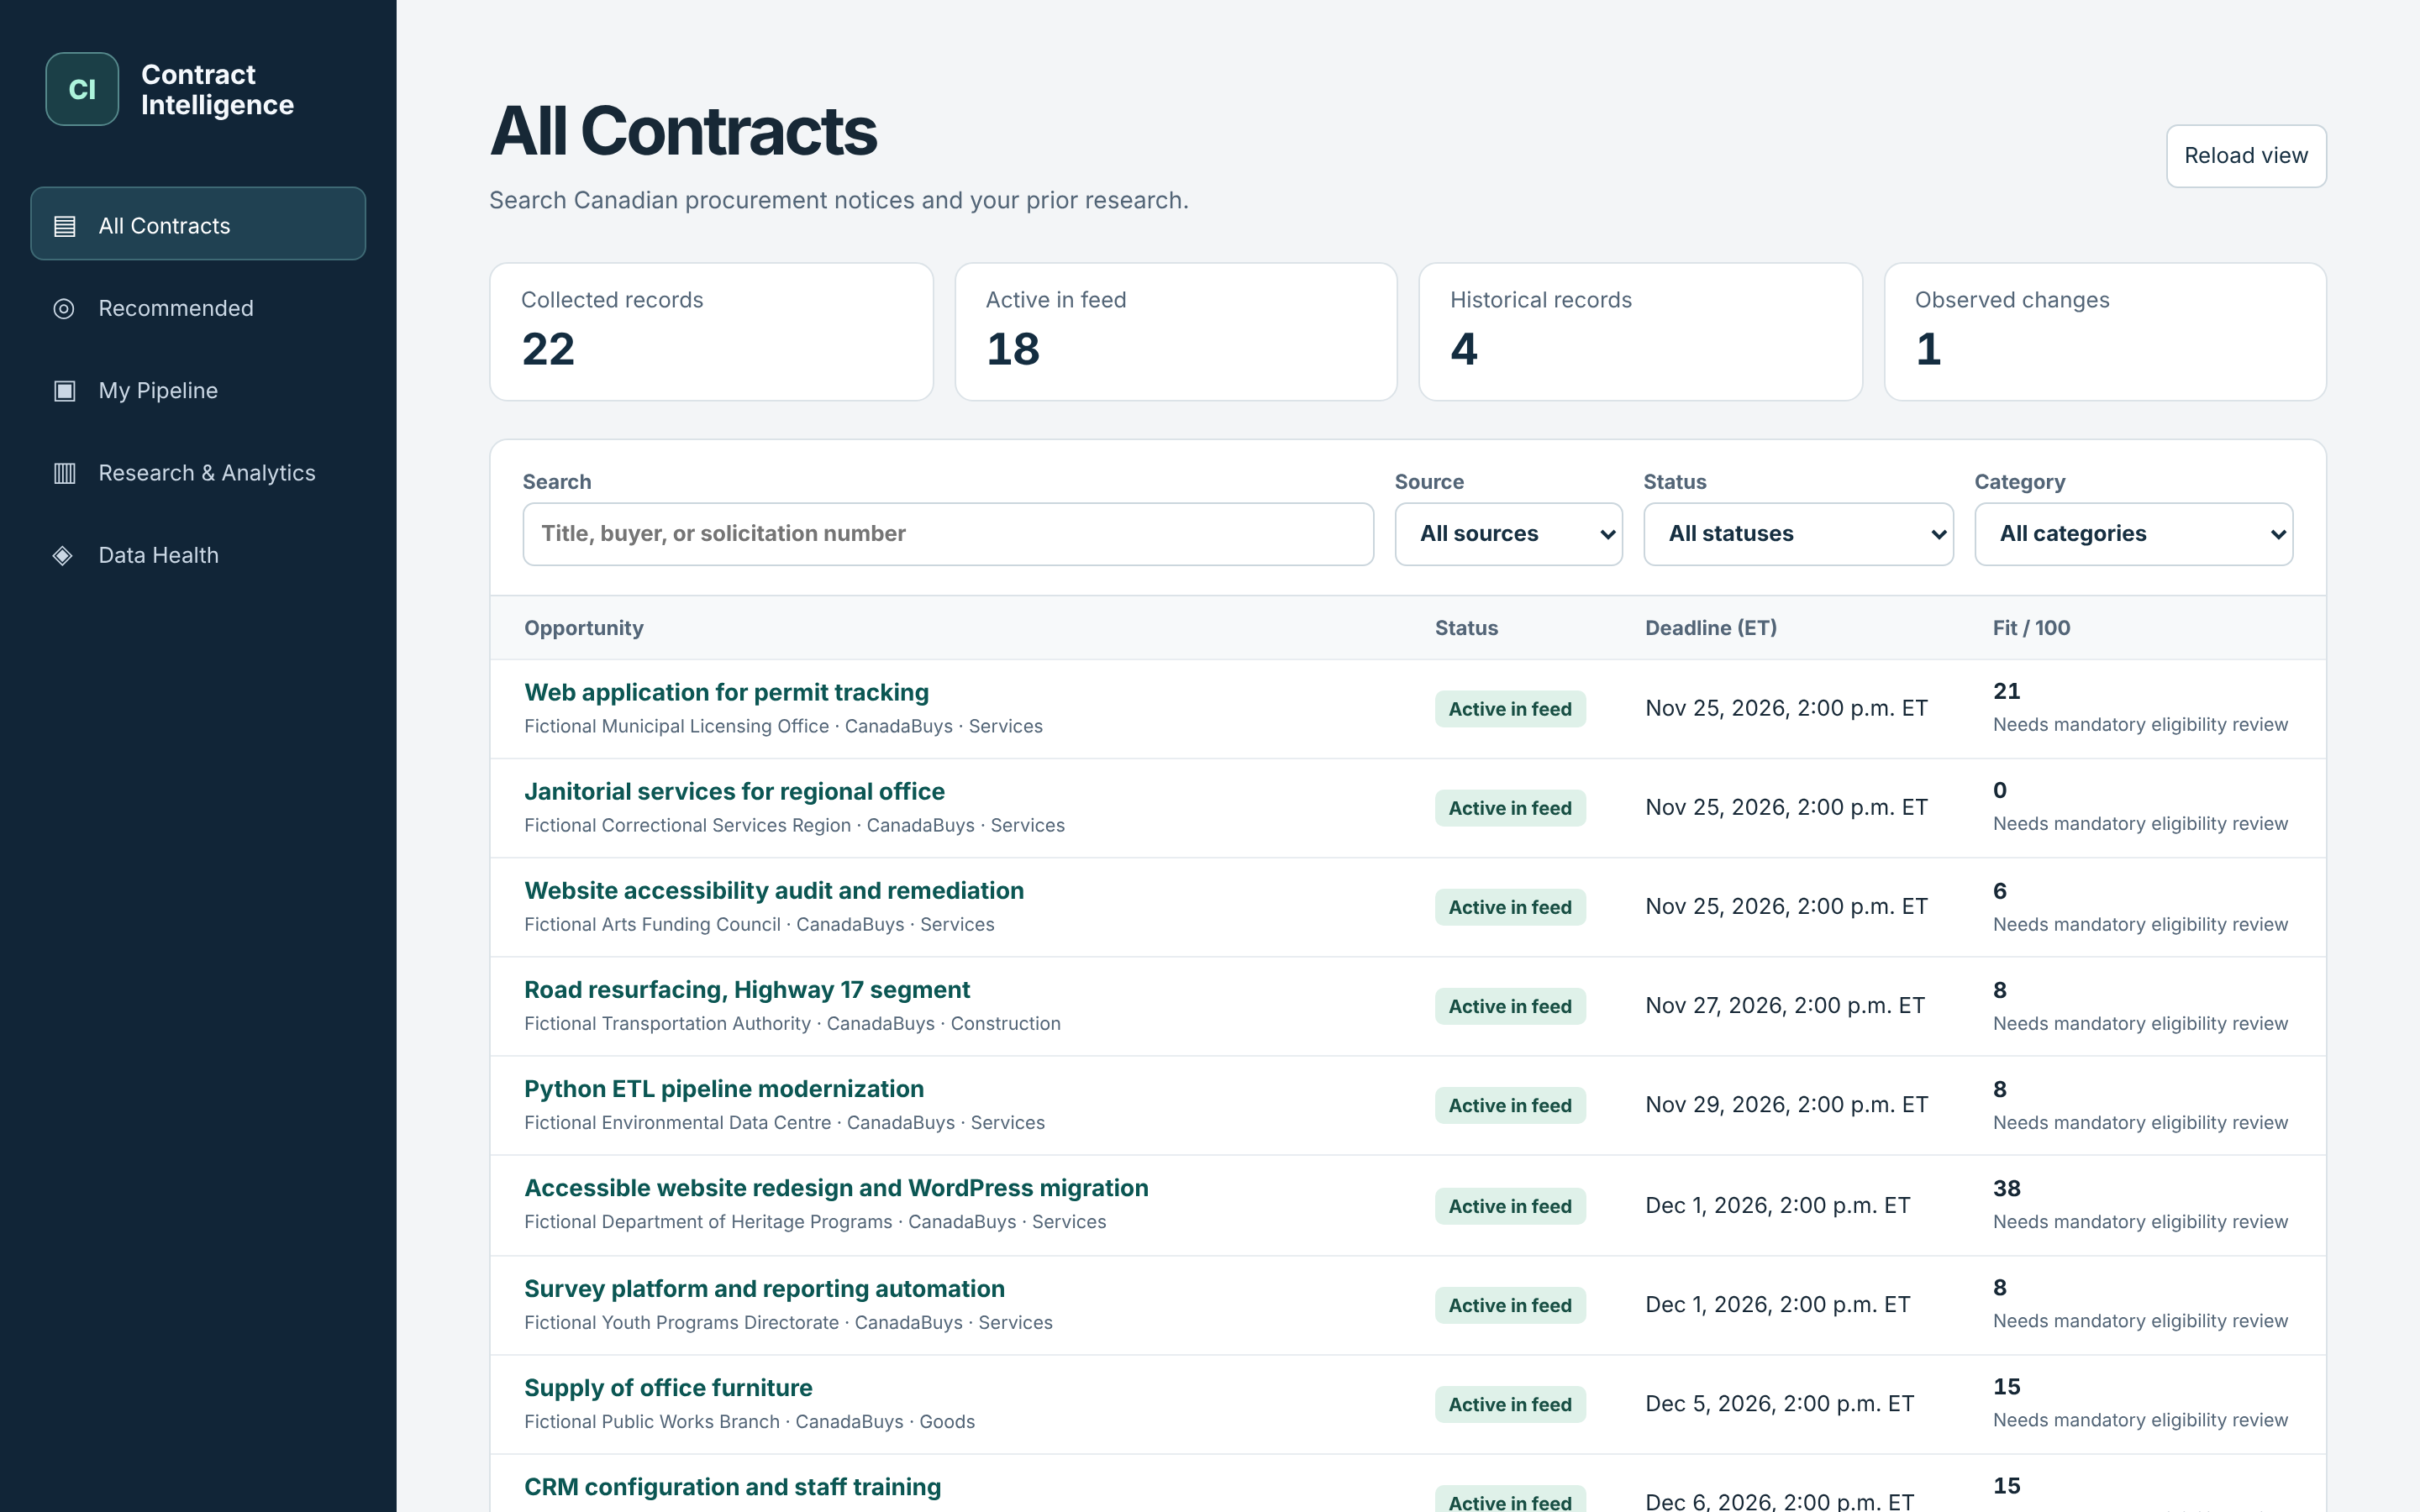 CI
Contract
Intelligence
All Contracts
Recommended
My Pipeline
Research & Analytics
Data Health
All Contracts
Search Canadian procurement notices and your prior research.
Reload view
Collected records
22
Active in feed
18
Historical records
4
Observed changes
1
Search
Title, buyer, or solicitation number
Source
All sources
Status
All statuses
Category
All categories
Opportunity Status Deadline (ET) Fit / 100
Web application for permit tracking
Fictional Municipal Licensing Office · CanadaBuys · Services
Active in feed
Nov 25, 2026, 2:00 p.m. ET
21
Needs mandatory eligibility review
Janitorial services for regional office
Fictional Correctional Services Region · CanadaBuys · Services
Active in feed
Nov 25, 2026, 2:00 p.m. ET
0
Needs mandatory eligibility review
Website accessibility audit and remediation
Fictional Arts Funding Council · CanadaBuys · Services
Active in feed
Nov 25, 2026, 2:00 p.m. ET
6
Needs mandatory eligibility review
Road resurfacing, Highway 17 segment
Fictional Transportation Authority · CanadaBuys · Construction
Active in feed
Nov 27, 2026, 2:00 p.m. ET
8
Needs mandatory eligibility review
Python ETL pipeline modernization
Fictional Environmental Data Centre · CanadaBuys · Services
Active in feed
Nov 29, 2026, 2:00 p.m. ET
8
Needs mandatory eligibility review
Accessible website redesign and WordPress migration
Fictional Department of Heritage Programs · CanadaBuys · Services
Active in feed
Dec 1, 2026, 2:00 p.m. ET
38
Needs mandatory eligibility review
Survey platform and reporting automation
Fictional Youth Programs Directorate · CanadaBuys · Services
Active in feed
Dec 1, 2026, 2:00 p.m. ET
8
Needs mandatory eligibility review
Supply of office furniture
Fictional Public Works Branch · CanadaBuys · Goods
Active in feed
Dec 5, 2026, 2:00 p.m. ET
15
Needs mandatory eligibility review
CRM configuration and staff training
Active in feed
Dec 6, 2026, 2:00 p.m. ET
15